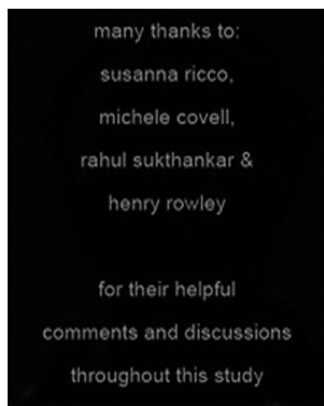 many thanks to:
susanna ricco,
michele covell,
rahul sukthankar &
henry rowley
for their helpful
comments and discussions
throughout this study